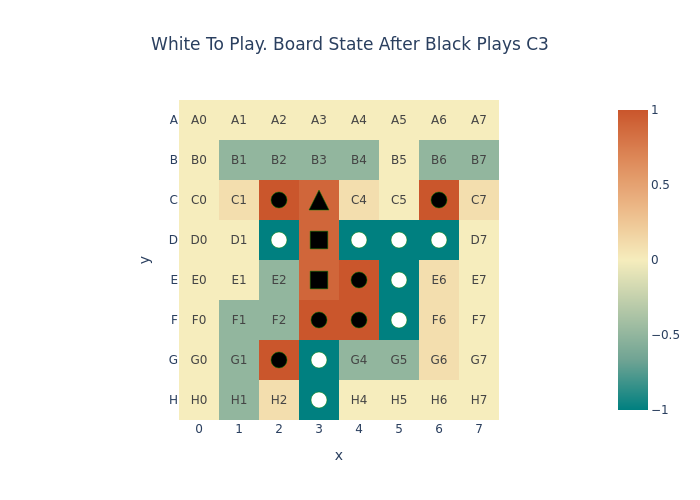 White To Play. Board State After Black Plays C3
A A0 A1 A2 A3 A4 A5 A6 A7 1
B B0 B1 B2 B3 B4 B5 B6 B7
C C0 C1 C4 C5 C7 0.5
D D0 D1 D7
y 0
E E0 E1 E2 E6 E7
F F0 F1 F2 F6 F7 −0.5
G G0 G1 G4 G5 G6 G7
H H0 H1 H2 H4 H5 H6 H7 −1
0 1 2 3 4 5 6 7
x